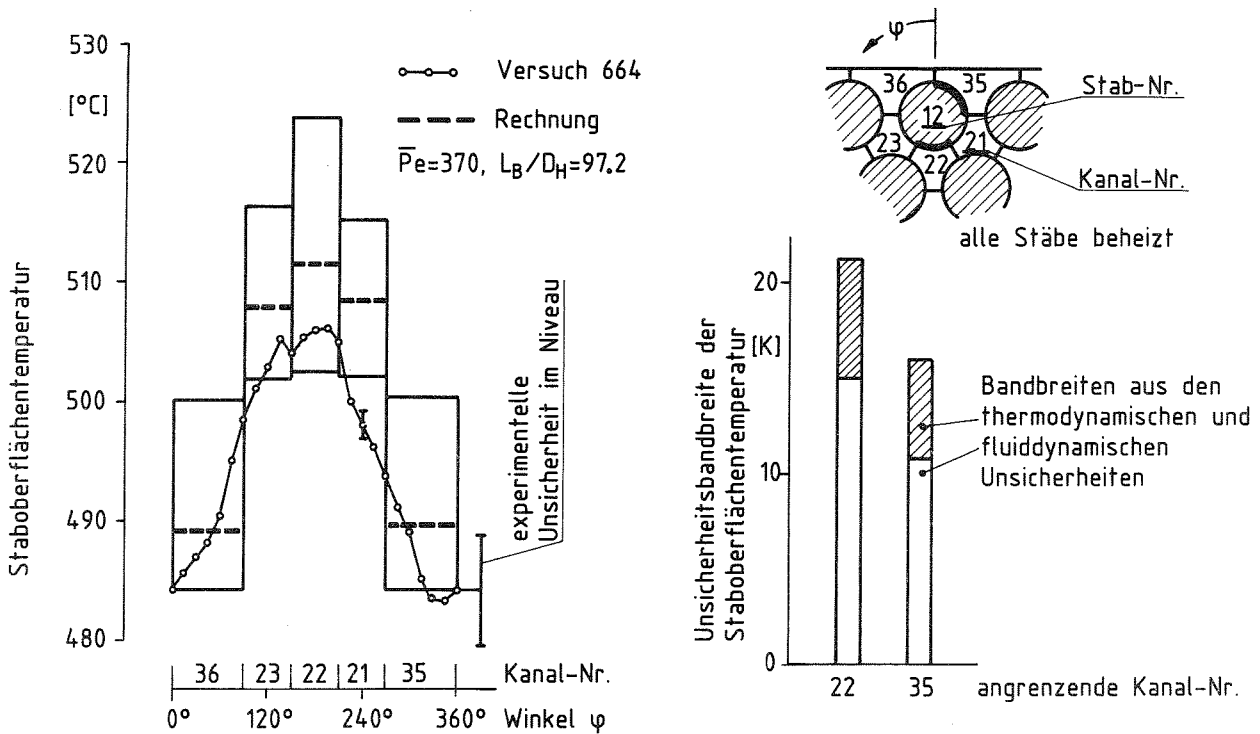 530
[°C]
520
510
500
490
480
Staboberflächentemperatur
Versuch 664
Rechnung
P̅e=370, L_B/D_H=97.2
experimentelle
Unsicherheit im Niveau
36 23 22 21 35 Kanal-Nr.
0° 120° 240° 360° Winkel φ
φ
36 35
12
23 21
22
Stab-Nr.
Kanal-Nr.
alle Stäbe beheizt
Unsicherheitsbandbreite der
Staboberflächentemperatur
20
[K]
10
0
Bandbreiten aus den
thermodynamischen und
fluiddynamischen
Unsicherheiten
22 35 angrenzende Kanal-Nr.